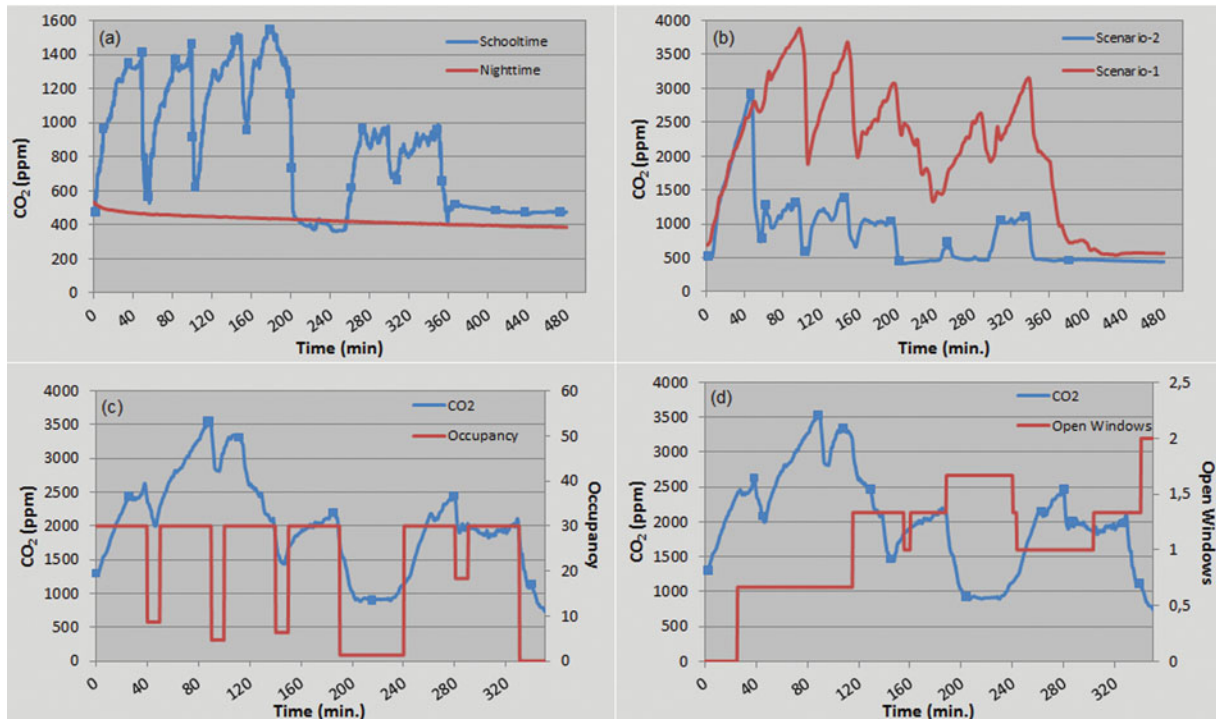 (a)
Schooltime
Nighttime
CO₂ (ppm)
1600
1400
1200
1000
800
600
400
200
0
0 40 80 120 160 200 240 280 320 360 400 440 480
Time (min)
(b)
Scenario-2
Scenario-1
CO₂ (ppm)
4000
3500
3000
2500
2000
1500
1000
500
0
0 40 80 120 160 200 240 280 320 360 400 440 480
Time (min.)
(c)
CO2
Occupancy
CO₂ (ppm)
4000
3500
3000
2500
2000
1500
1000
500
0
60
50
40
30
20
10
0
Occupancy
0 40 80 120 160 200 240 280 320
Time (min.)
(d)
CO2
Open Windows
CO₂ (ppm)
4000
3500
3000
2500
2000
1500
1000
500
0
2,5
2
1,5
1
0,5
0
Open Windows
0 40 80 120 160 200 240 280 320
Time (min.)